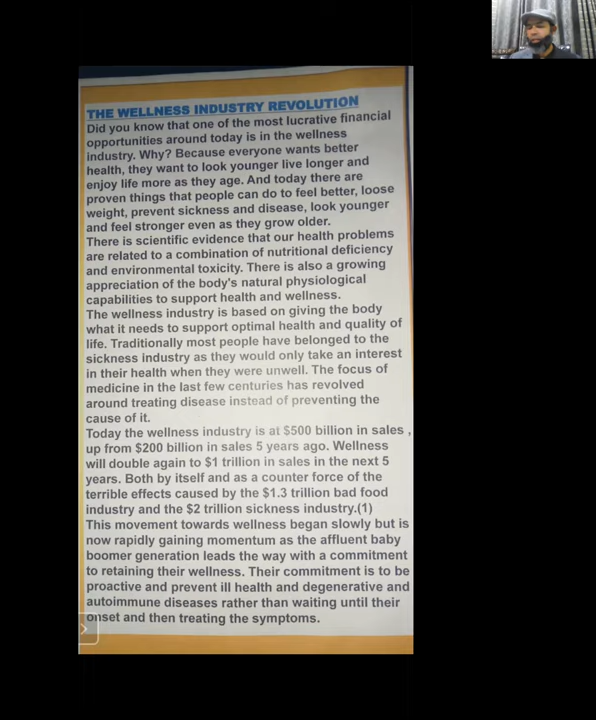 THE WELLNESS INDUSTRY REVOLUTION
Did you know that one of the most lucrative financial
opportunities around today is in the wellness
industry. Why? Because everyone wants better
health, they want to look younger live longer and
enjoy life more as they age. And today there are
proven things that people can do to feel better, loose
weight, prevent sickness and disease, look younger
and feel stronger even as they grow older.
There is scientific evidence that our health problems
are related to a combination of nutritional deficiency
and environmental toxicity. There is also a growing
appreciation of the body's natural physiological
capabilities to support health and wellness.
The wellness industry is based on giving the body
what it needs to support optimal health and quality of
life. Traditionally most people have belonged to the
sickness industry as they would only take an interest
in their health when they were unwell. The focus of
medicine in the last few centuries has revolved
around treating disease instead of preventing the
cause of it.
Today the wellness industry is at $500 billion in sales ,
up from $200 billion in sales 5 years ago. Wellness
will double again to $1 trillion in sales in the next 5
years. Both by itself and as a counter force of the
terrible effects caused by the $1.3 trillion bad food
industry and the $2 trillion sickness industry.(1)
This movement towards wellness began slowly but is
now rapidly gaining momentum as the affluent baby
boomer generation leads the way with a commitment
to retaining their wellness. Their commitment is to be
proactive and prevent ill health and degenerative and
autoimmune diseases rather than waiting until their
onset and then treating the symptoms.